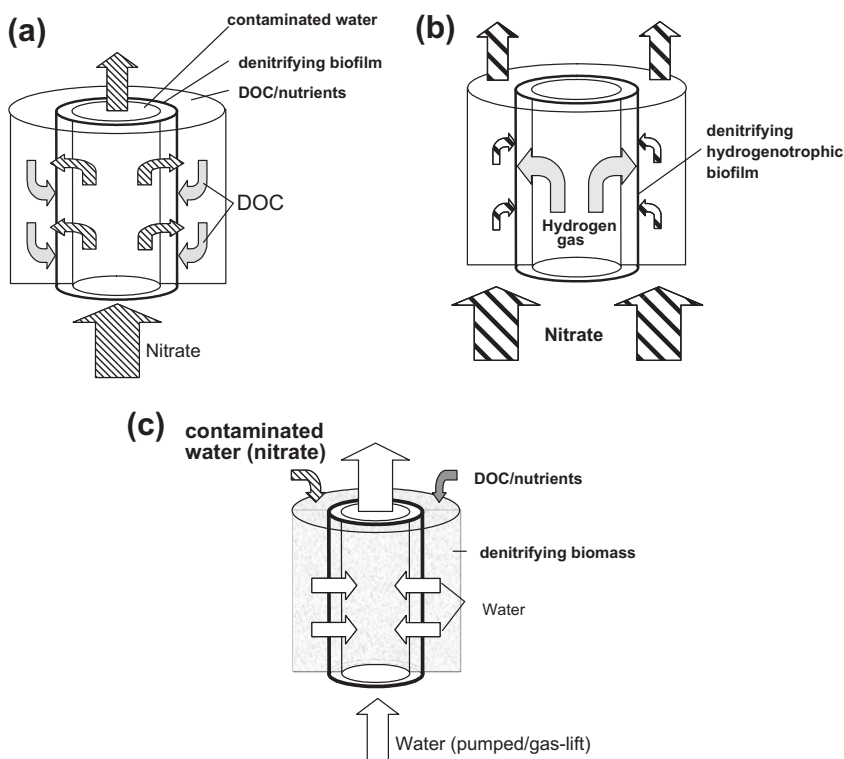 (a)
contaminated water
denitrifying biofilm
DOC/nutrients
DOC
Nitrate
(b)
denitrifying
hydrogenotrophic
biofilm
Hydrogen
gas
Nitrate
(c)
contaminated
water (nitrate)
DOC/nutrients
denitrifying biomass
Water
Water (pumped/gas-lift)